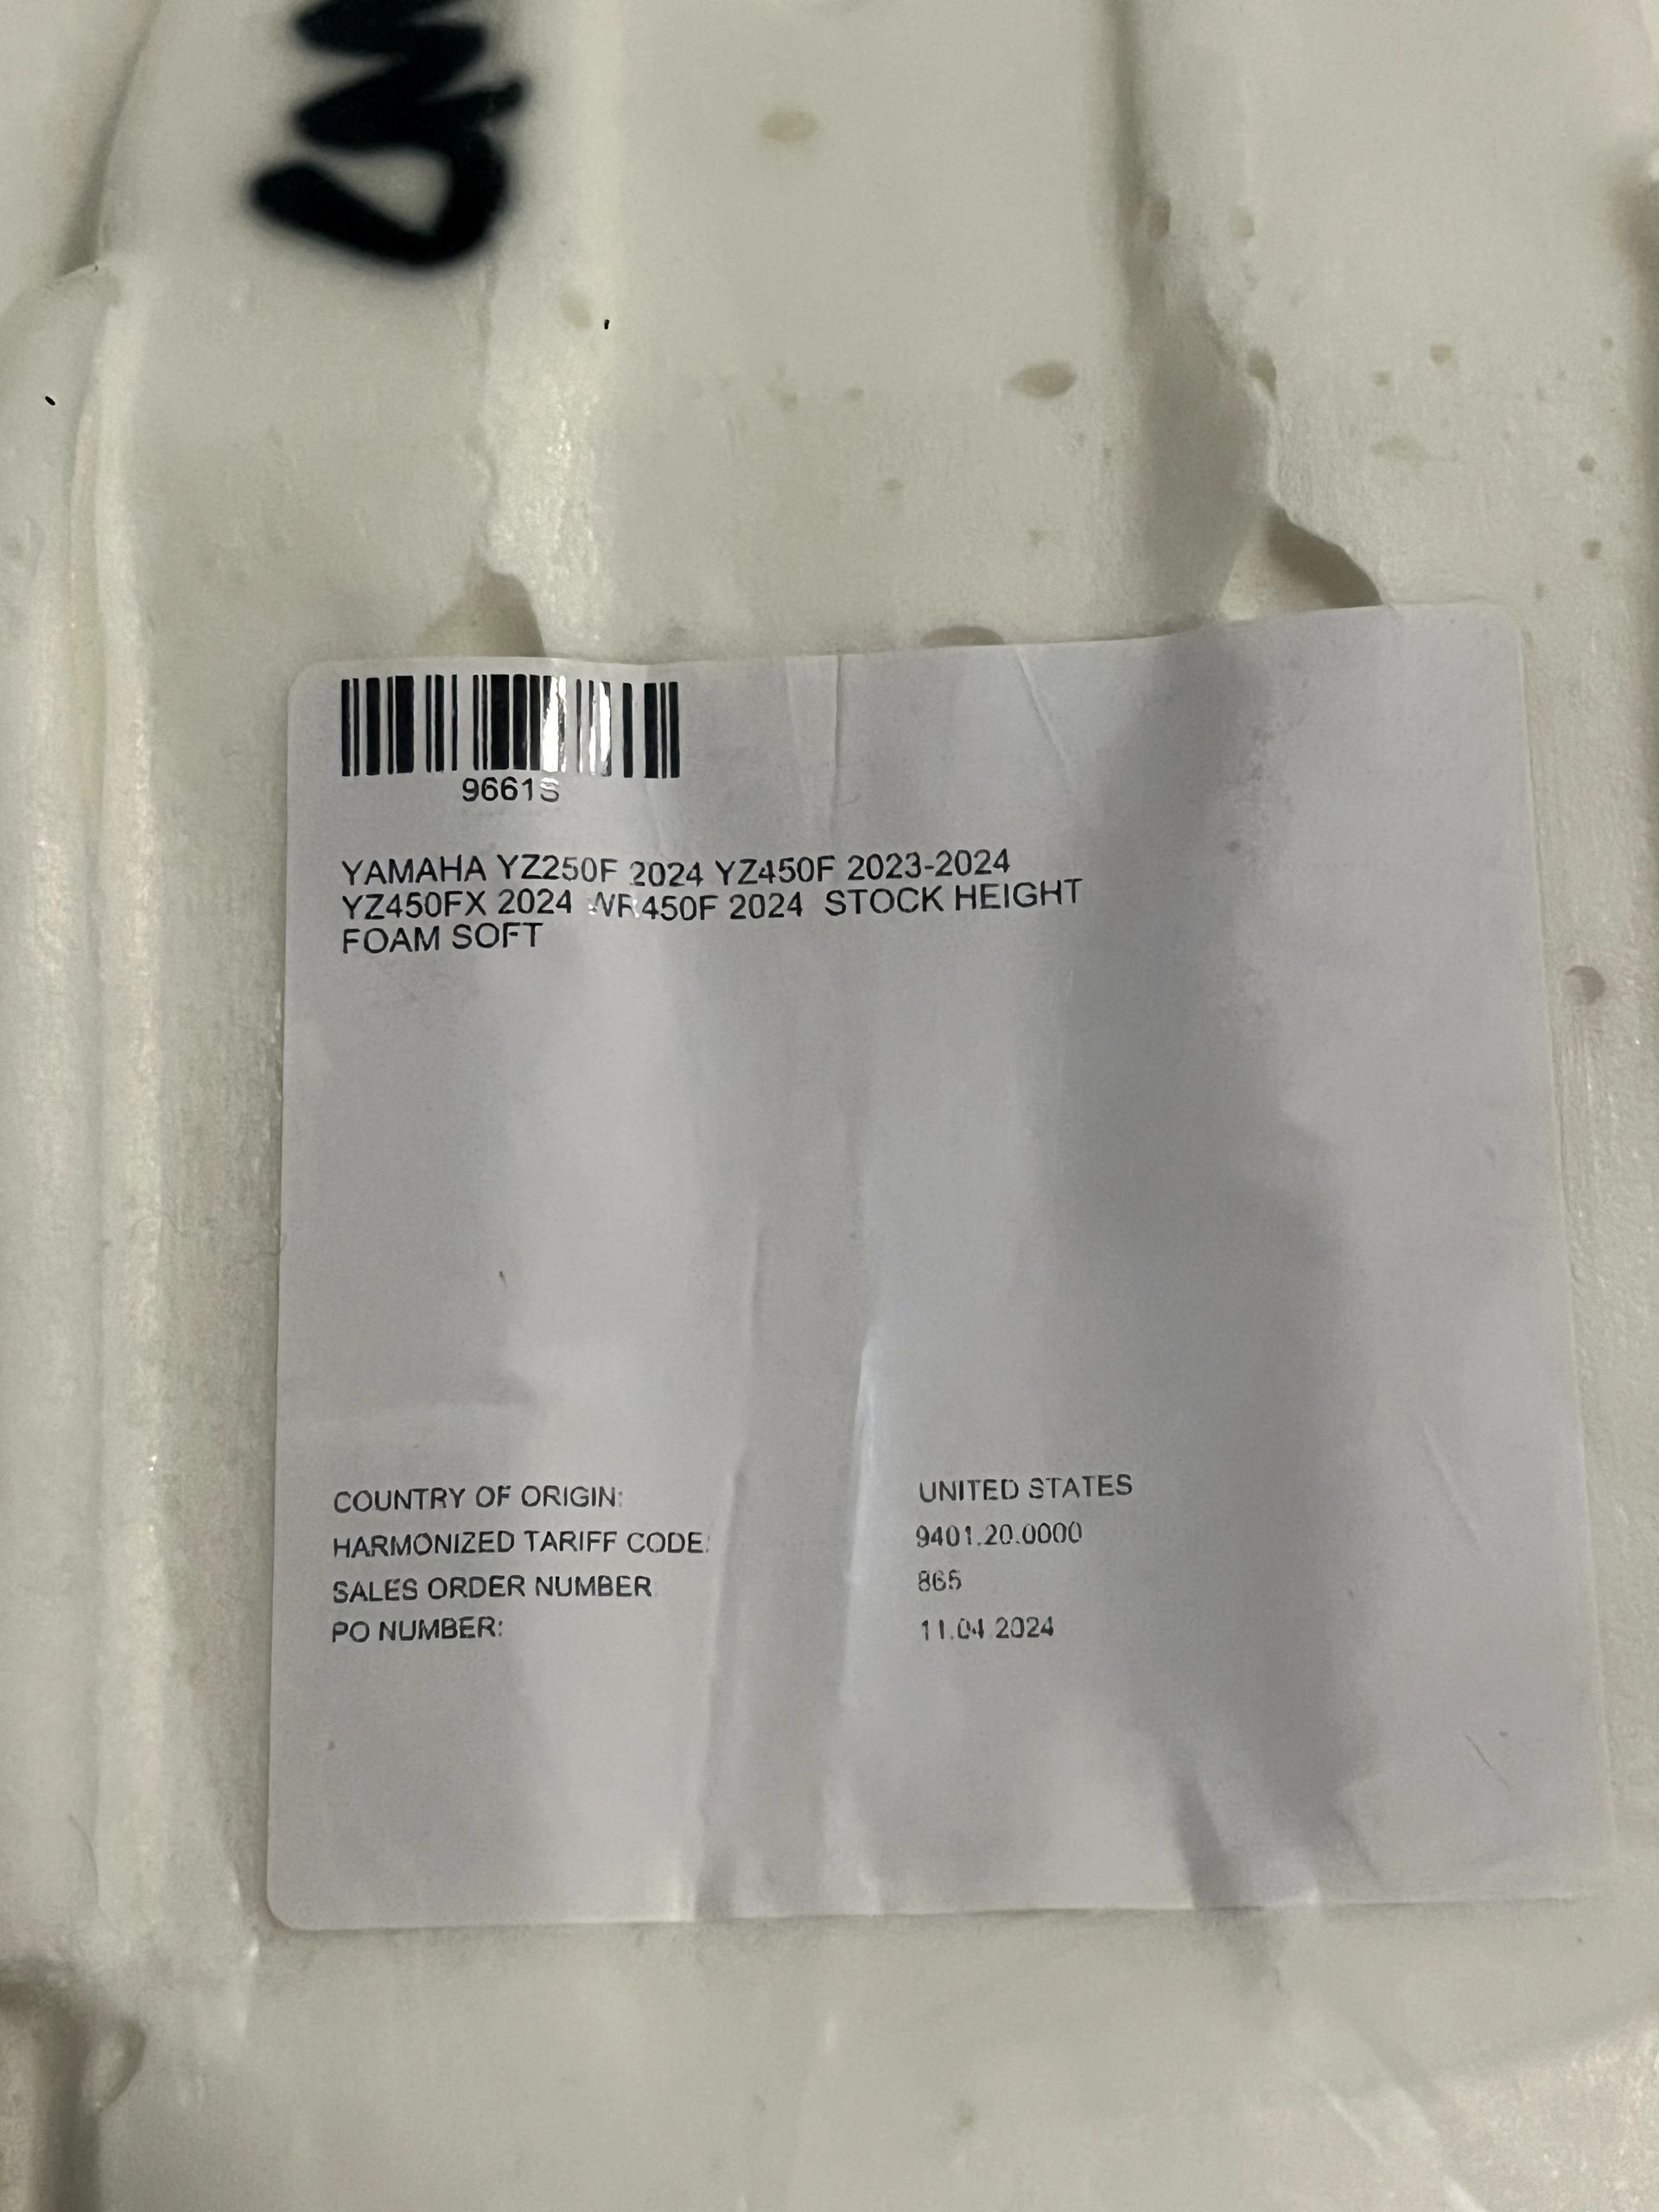 9661S
YAMAHA YZ250F 2024 YZ450F 2023-2024
YZ450FX 2024 WR450F 2024 STOCK HEIGHT
FOAM SOFT
COUNTRY OF ORIGIN: UNITED STATES
HARMONIZED TARIFF CODE: 9401.20.0000
SALES ORDER NUMBER 865
PO NUMBER: 11.04.2024